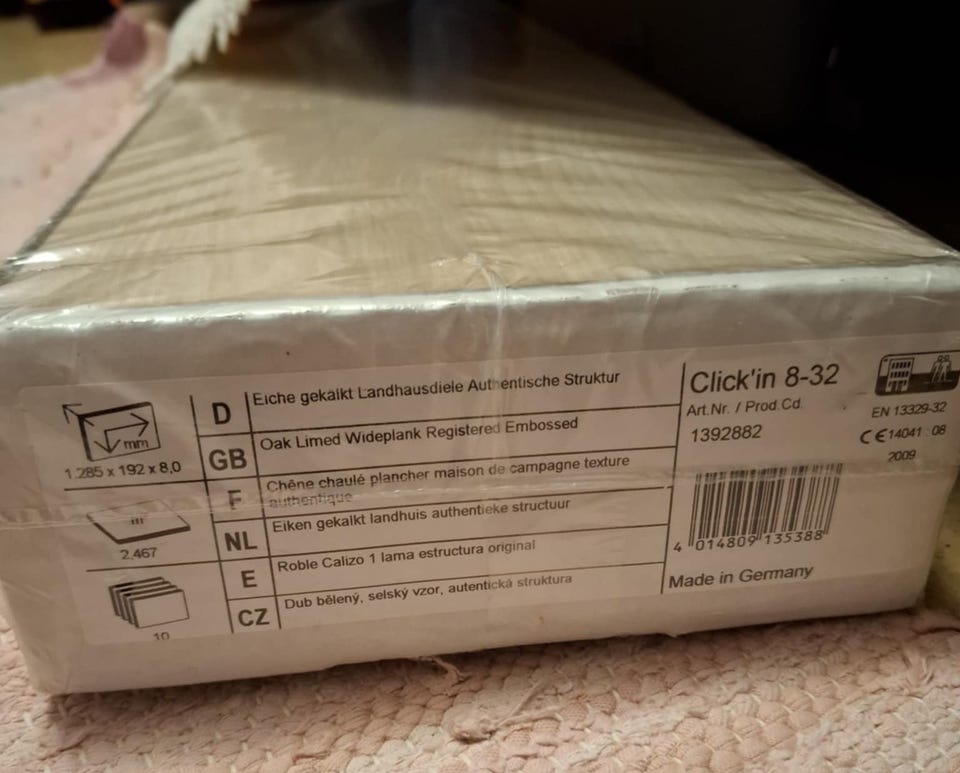 mm
1.285 x 192 x 8,0
2,467
10
D
Eiche gekälkt Landhausdiele Authentische Struktur
GB
Oak Limed Wideplank Registered Embossed
F
Chêne chaulé plancher maison de campagne texture
authentique
NL
Eiken gekalkt landhuis authentieke structuur
E
Roble Calizo 1 lama estructura original
CZ
Dub bělený, selský vzor, autentická struktura
Click'in 8-32
Art.Nr. / Prod.Cd.
1392882
EN 13329-32
CE 14041 : 08
2009
4 014809 135388
Made in Germany